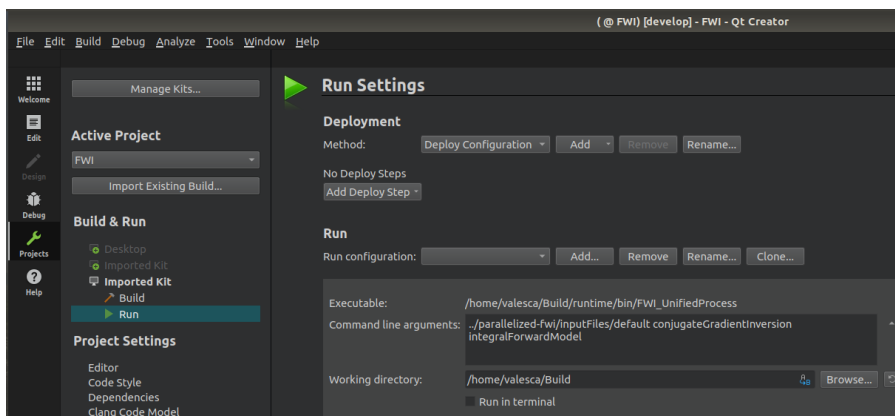 ( @ FWI) [develop] - FWI - Qt Creator
File Edit Build Debug Analyze Tools Window Help
Welcome
Edit
Design
Debug
Projects
Help
Manage Kits...
Active Project
FWI
Import Existing Build...
Build & Run
Desktop
Imported Kit
Imported Kit
Build
Run
Project Settings
Editor
Code Style
Dependencies
Clang Code Model
Run Settings
Deployment
Method: Deploy Configuration Add Remove Rename...
No Deploy Steps
Add Deploy Step
Run
Run configuration: Add... Remove Rename... Clone...
Executable: /home/valesca/Build/runtime/bin/FWI_UnifiedProcess
Command line arguments: ../parallelized-fwi/inputFiles/default conjugateGradientInversion
integralForwardModel
Working directory: /home/valesca/Build Browse...
Run in terminal